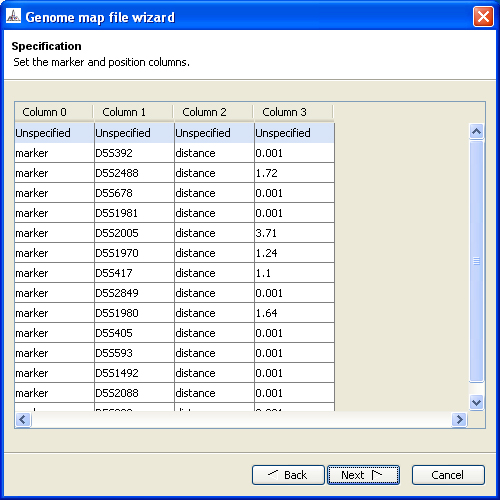 Genome map file wizard
Specification
Set the marker and position columns.
Column 0 Column 1 Column 2 Column 3
Unspecified Unspecified Unspecified Unspecified
marker D5S392 distance 0.001
marker D5S2488 distance 1.72
marker D5S678 distance 0.001
marker D5S1981 distance 0.001
marker D5S2005 distance 3.71
marker D5S1970 distance 1.24
marker D5S417 distance 1.1
marker D5S2849 distance 0.001
marker D5S1980 distance 1.64
marker D5S405 distance 0.001
marker D5S593 distance 0.001
marker D5S1492 distance 0.001
marker D5S2088 distance 0.001
Back Next Cancel